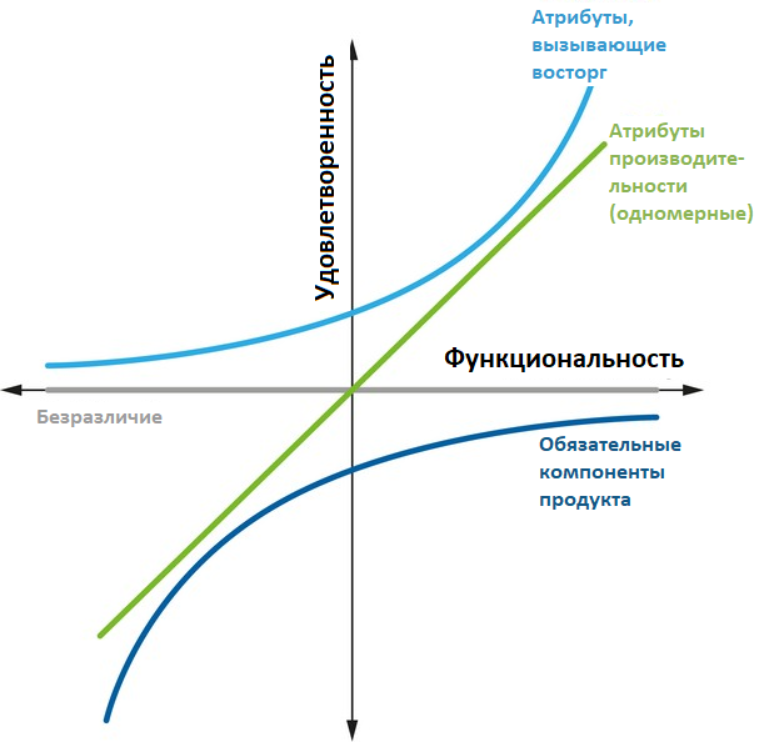 Атрибуты,
вызывающие
восторг
Удовлетворенность
Атрибуты
производите-
льности
(одномерные)
Функциональность
Безразличие
Обязательные
компоненты
продукта